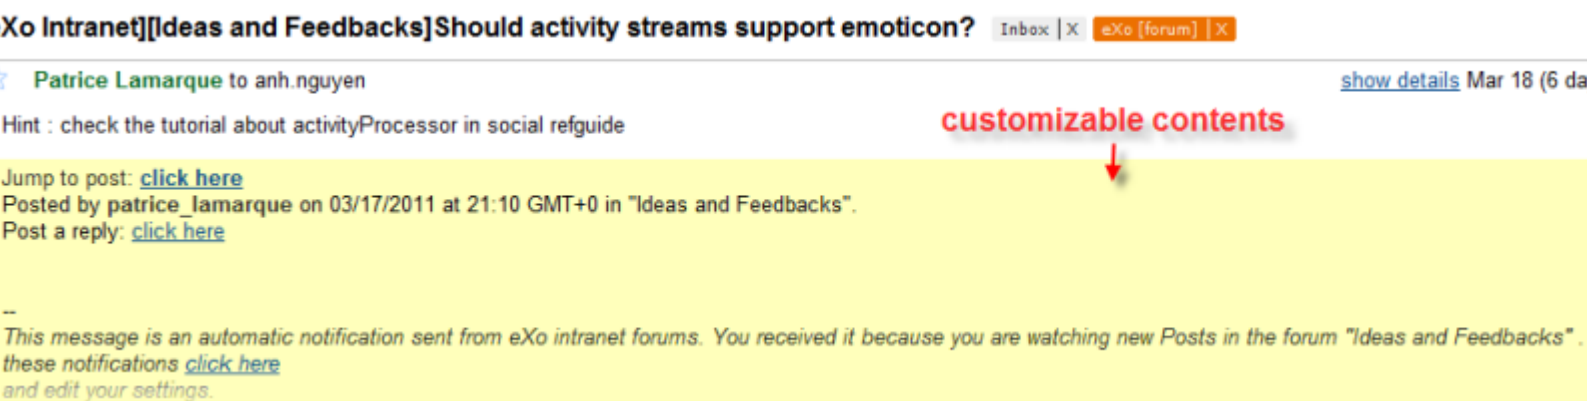 Xo Intranet][Ideas and Feedbacks]Should activity streams support emoticon? Inbox | X eXo [forum] | X
Patrice Lamarque to anh.nguyen show details Mar 18 (6 da
Hint : check the tutorial about activityProcessor in social refguide
customizable contents
Jump to post: click here
Posted by patrice_lamarque on 03/17/2011 at 21:10 GMT+0 in "Ideas and Feedbacks".
Post a reply: click here
--
This message is an automatic notification sent from eXo intranet forums. You received it because you are watching new Posts in the forum "Ideas and Feedbacks" .
these notifications click here
and edit your settings.